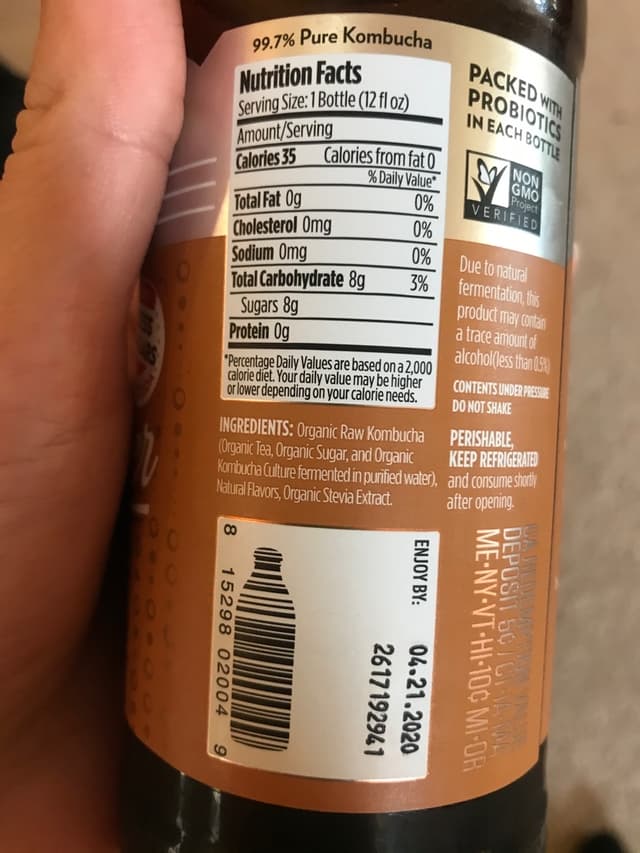 99.7% Pure Kombucha
Nutrition Facts
Serving Size: 1 Bottle (12 fl oz)
Amount/Serving
Calories 35 Calories from fat 0
% Daily Value*
Total Fat 0g 0%
Cholesterol 0mg 0%
Sodium 0mg 0%
Total Carbohydrate 8g 3%
Sugars 8g
Protein 0g
*Percentage Daily Values are based on a 2,000
calorie diet. Your daily value may be higher
or lower depending on your calorie needs.
INGREDIENTS: Organic Raw Kombucha
(Organic Tea, Organic Sugar, and Organic
Kombucha Culture fermented in purified water),
Natural Flavors, Organic Stevia Extract.
PACKED WITH
PROBIOTICS
IN EACH BOTTLE
NON
GMO
Project
VERIFIED
Due to natural
fermentation, this
product may contain
a trace amount of
alcohol(less than 0.5%)
CONTENTS UNDER PRESSURE
DO NOT SHAKE
PERISHABLE,
KEEP REFRIGERATED
and consume shortly
after opening.
ENJOY BY: 04.21.2020
2617192941
8 15298 02004 9
DEPOSIT 5¢
ME·NY·VT·HI·10¢ MI·OR